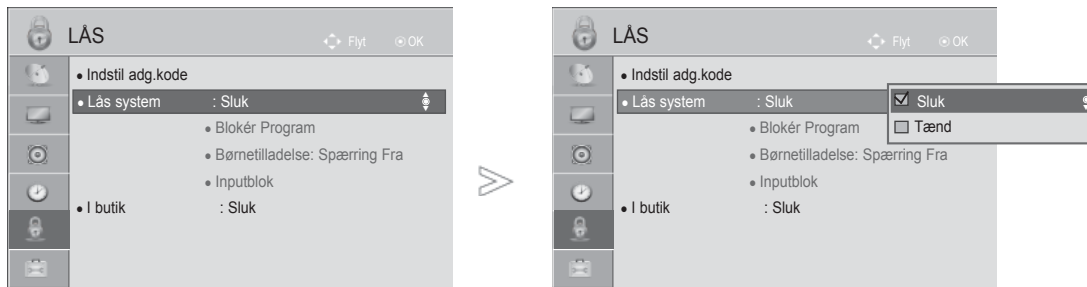 LÅS
Flyt OK
• Indstil adg.kode
• Lås system : Sluk
• Blokér Program
• Børnetilladelse: Spærring Fra
• Inputblok
• I butik : Sluk
LÅS
Flyt OK
• Indstil adg.kode
• Lås system : Sluk
Sluk
Tænd
• Blokér Program
• Børnetilladelse: Spærring Fra
• Inputblok
• I butik : Sluk